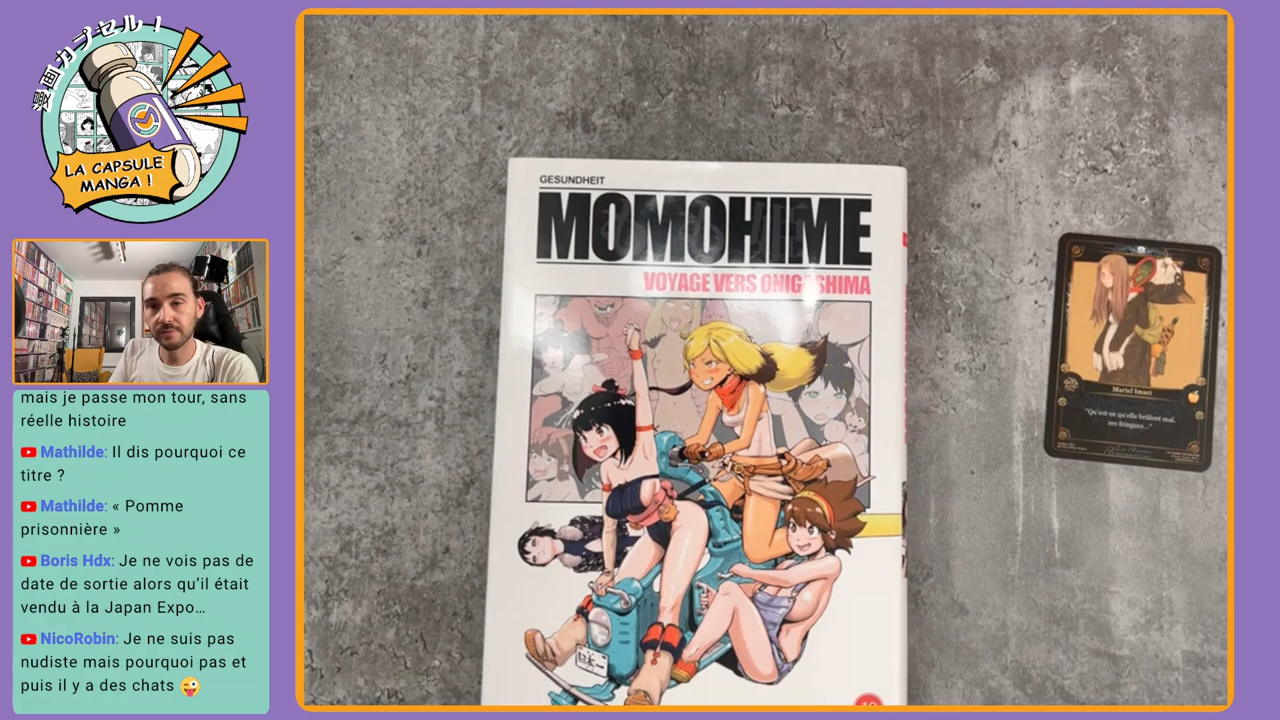 漫画カプセル!
LA CAPSULE
MANGA !
mais je passe mon tour, sans
réelle histoire
Mathilde: Il dis pourquoi ce
titre ?
Mathilde: « Pomme
prisonnière »
Boris Hdx: Je ne vois pas de
date de sortie alors qu'il était
vendu à la Japan Expo…
NicoRobin: Je ne suis pas
nudiste mais pourquoi pas et
puis il y a des chats 😜
GESUNDHEIT
MOMOHIME
VOYAGE VERS ONIGASHIMA
日本一
Mariel Imari
"Qu'est-ce qu'elle brûlent mal,
ces fringues..."